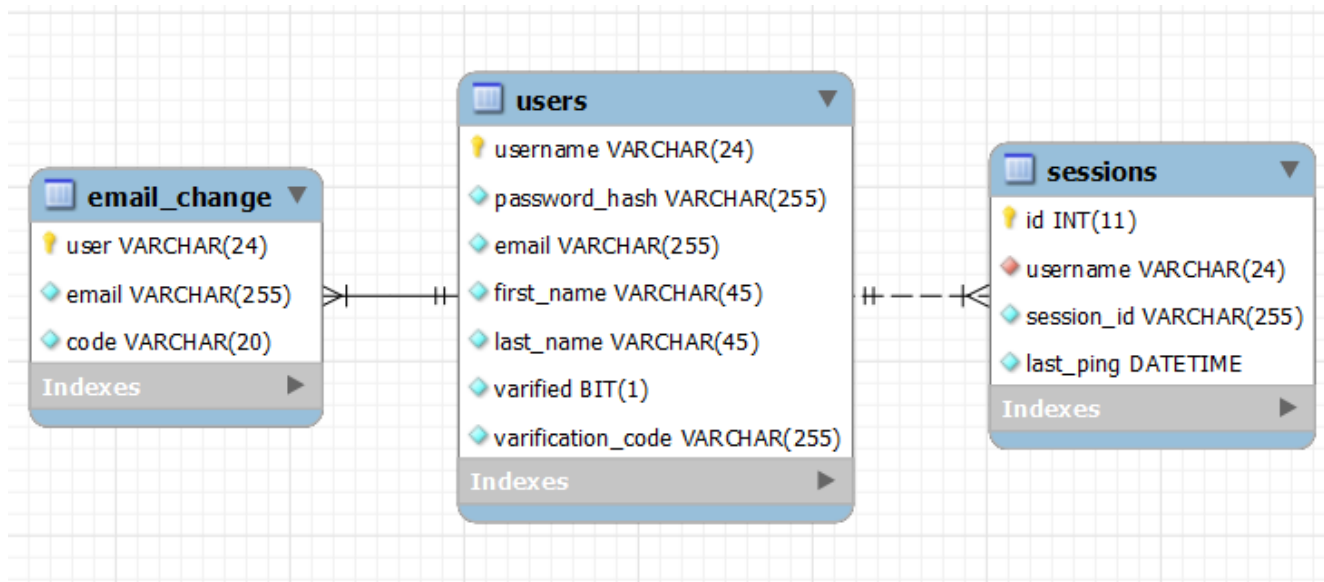 email_change
user VARCHAR(24)
email VARCHAR(255)
code VARCHAR(20)
Indexes
users
username VARCHAR(24)
password_hash VARCHAR(255)
email VARCHAR(255)
first_name VARCHAR(45)
last_name VARCHAR(45)
varified BIT(1)
varification_code VARCHAR(255)
Indexes
sessions
id INT(11)
username VARCHAR(24)
session_id VARCHAR(255)
last_ping DATETIME
Indexes